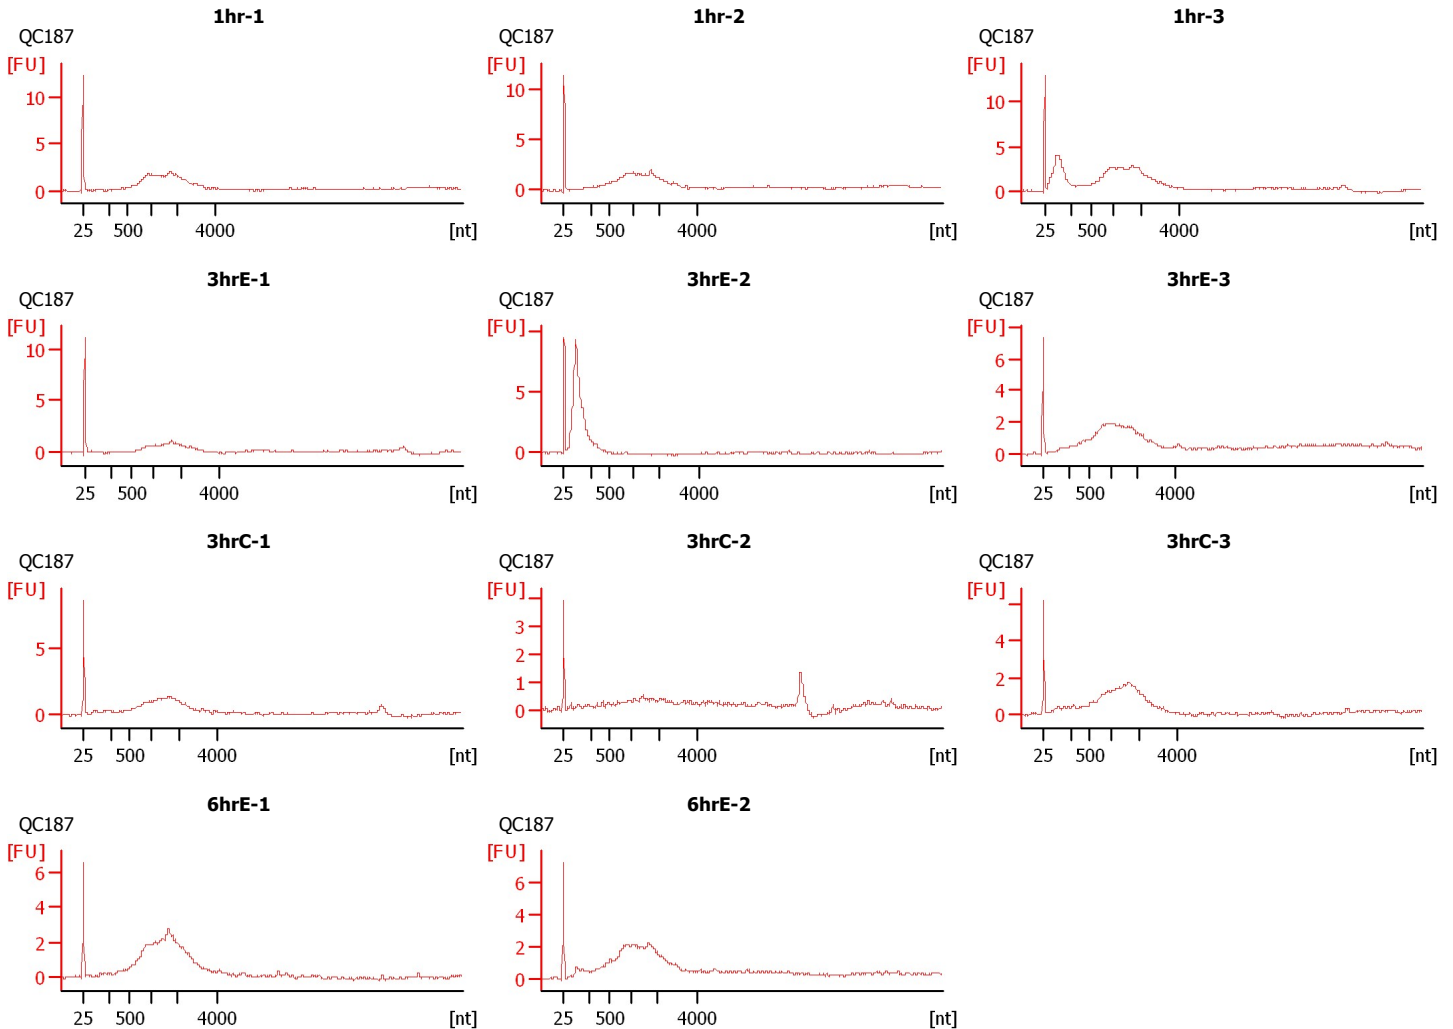 1hr-1
QC187
[FU]
10
5
0
25 500 4000 [nt]
1hr-2
QC187
[FU]
10
5
0
25 500 4000 [nt]
1hr-3
QC187
[FU]
10
5
0
25 500 4000 [nt]
3hrE-1
QC187
[FU]
10
5
0
25 500 4000 [nt]
3hrE-2
QC187
[FU]
5
0
25 500 4000 [nt]
3hrE-3
QC187
[FU]
6
4
2
0
25 500 4000 [nt]
3hrC-1
QC187
[FU]
5
0
25 500 4000 [nt]
3hrC-2
QC187
[FU]
3
2
1
0
25 500 4000 [nt]
3hrC-3
QC187
[FU]
4
2
0
25 500 4000 [nt]
6hrE-1
QC187
[FU]
6
4
2
0
25 500 4000 [nt]
6hrE-2
QC187
[FU]
6
4
2
0
25 500 4000 [nt]